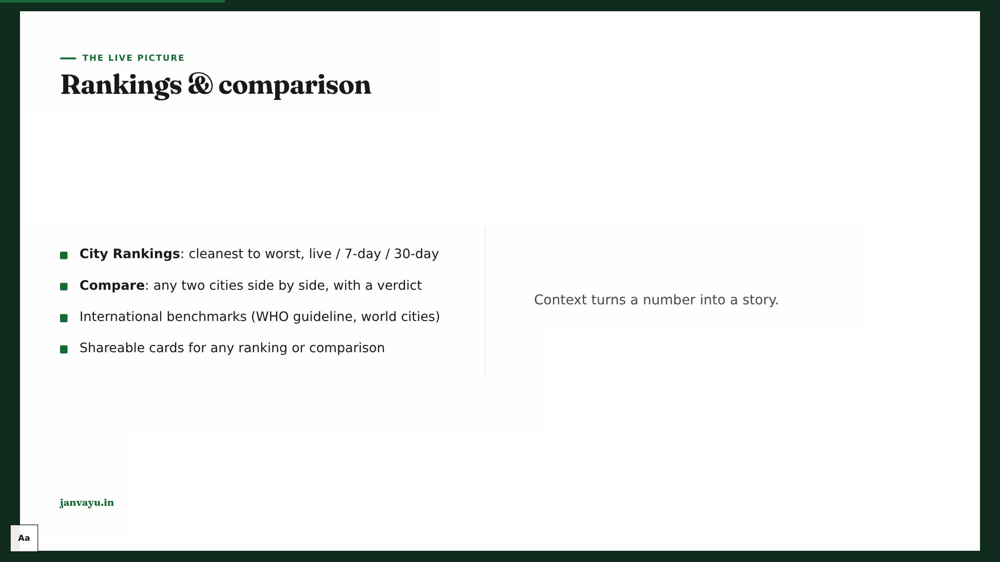 THE LIVE PICTURE
Rankings & comparison
City Rankings: cleanest to worst, live / 7-day / 30-day
Compare: any two cities side by side, with a verdict
International benchmarks (WHO guideline, world cities)
Shareable cards for any ranking or comparison
Context turns a number into a story.
janvayu.in
Aa